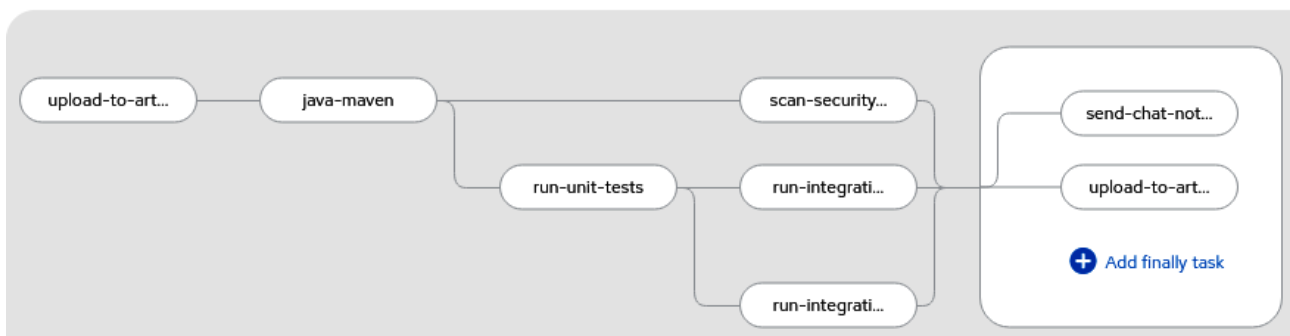 upload-to-art...
java-maven
scan-security...
send-chat-not...
run-unit-tests
run-integrati...
upload-to-art...
Add finally task
run-integrati...